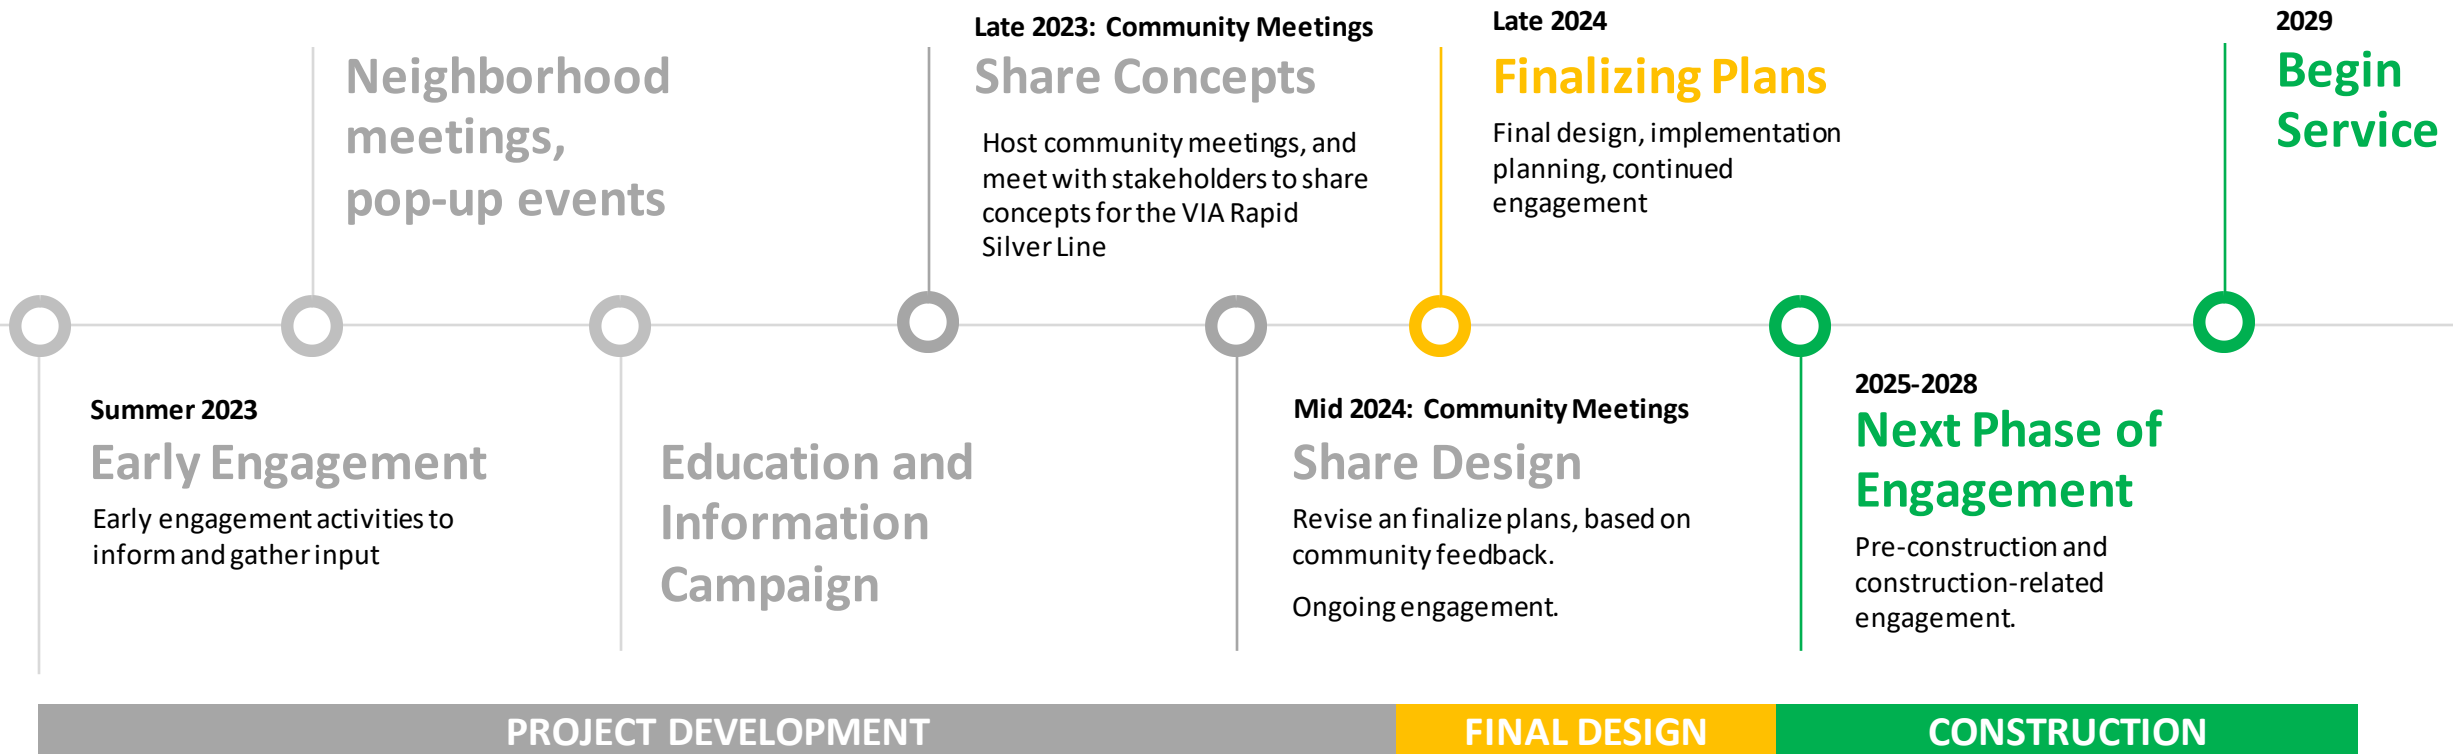 Summer 2023
Early Engagement
Early engagement activities to
inform and gather input
Neighborhood
meetings,
pop-up events
Education and
Information
Campaign
Late 2023: Community Meetings
Share Concepts
Host community meetings, and
meet with stakeholders to share
concepts for the VIA Rapid
Silver Line
Mid 2024: Community Meetings
Share Design
Revise an finalize plans, based on
community feedback.
Ongoing engagement.
Late 2024
Finalizing Plans
Final design, implementation
planning, continued
engagement
2025-2028
Next Phase of
Engagement
Pre-construction and
construction-related
engagement.
2029
Begin
Service
PROJECT DEVELOPMENT
FINAL DESIGN
CONSTRUCTION